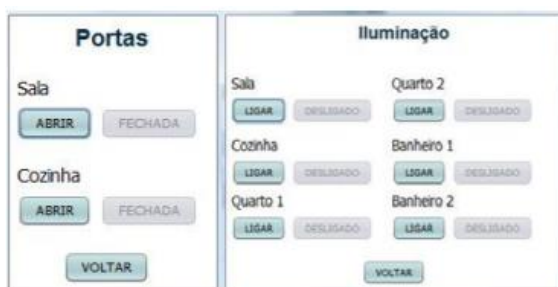 Portas
Sala
ABRIR FECHADA
Cozinha
ABRIR FECHADA
VOLTAR
Iluminação
Sala Quarto 2
LIGAR DESLIGADO LIGAR DESLIGADO
Cozinha Banheiro 1
LIGAR DESLIGADO LIGAR DESLIGADO
Quarto 1 Banheiro 2
LIGAR DESLIGADO LIGAR DESLIGADO
VOLTAR